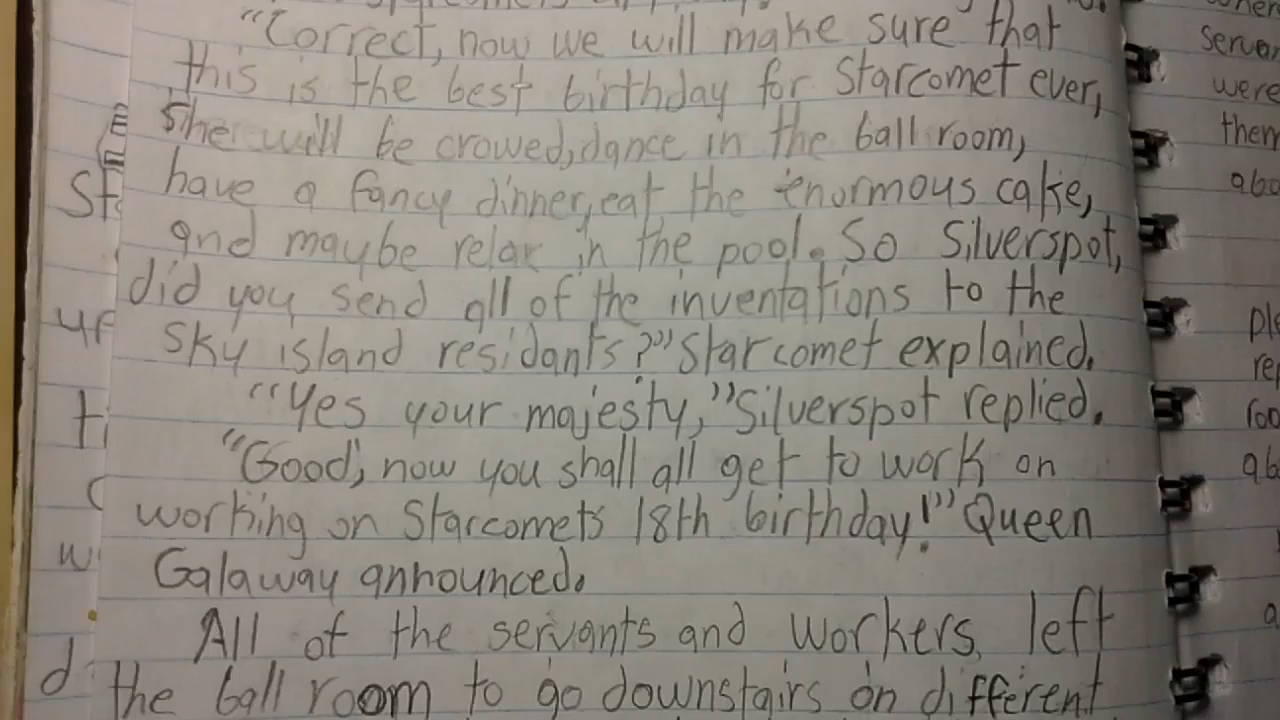 "Correct, now we will make sure that
this is the best birthday for Starcomet ever,
She will be crowed, dance in the ball room,
have a fancy dinner, eat the enormous cake,
and maybe relax in the pool. So Silverspot,
did you send all of the inventations to the
sky island residants?" Starcomet explained.
"Yes your majesty," Silverspot replied.
"Good, now you shall all get to work on
working on Starcomets 18th birthday!" Queen
Galaway announced.
All of the servants and workers left
the ball room to go downstairs on different
were
them